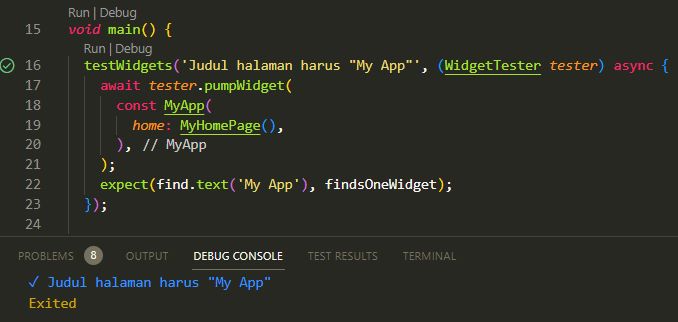 Run | Debug
15 void main() {
Run | Debug
16 testWidgets('Judul halaman harus "My App"', (WidgetTester tester) async {
17 await tester.pumpWidget(
18 const MyApp(
19 home: MyHomePage(),
20 ), // MyApp
21 );
22 expect(find.text('My App'), findsOneWidget);
23 });
24
PROBLEMS 8 OUTPUT DEBUG CONSOLE TEST RESULTS TERMINAL
✓ Judul halaman harus "My App"
Exited